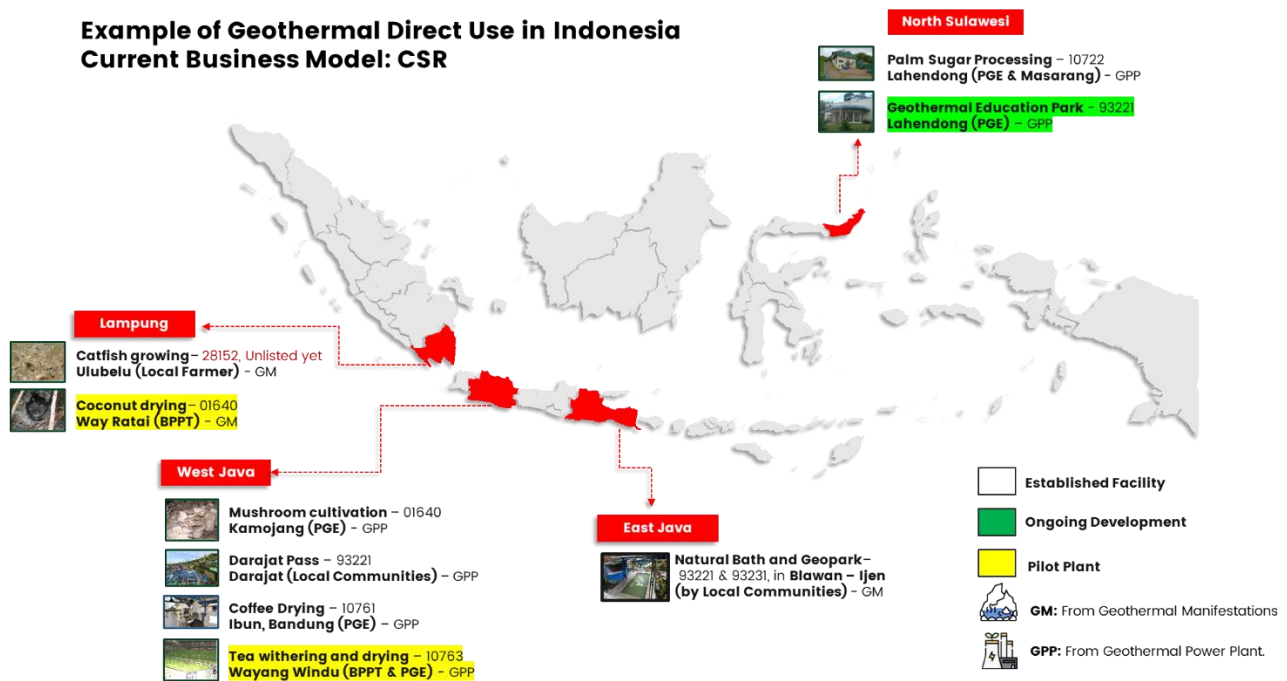 Example of Geothermal Direct Use in Indonesia
Current Business Model: CSR
North Sulawesi
Palm Sugar Processing – 10722
Lahendong (PGE & Masarang) - GPP
Geothermal Education Park - 93221
Lahendong (PGE) – GPP
Lampung
Catfish growing– 28152, Unlisted yet
Ulubelu (Local Farmer) - GM
Coconut drying– 01640
Way Ratai (BPPT) - GM
West Java
Mushroom cultivation – 01640
Kamojang (PGE) - GPP
Darajat Pass – 93221
Darajat (Local Communities) – GPP
Coffee Drying – 10761
Ibun, Bandung (PGE) – GPP
Tea withering and drying – 10763
Wayang Windu (BPPT & PGE) - GPP
East Java
Natural Bath and Geopark–
93221 & 93231, in Blawan – Ijen
(by Local Communities) - GM
Established Facility
Ongoing Development
Pilot Plant
GM: From Geothermal Manifestations
GPP: From Geothermal Power Plant.